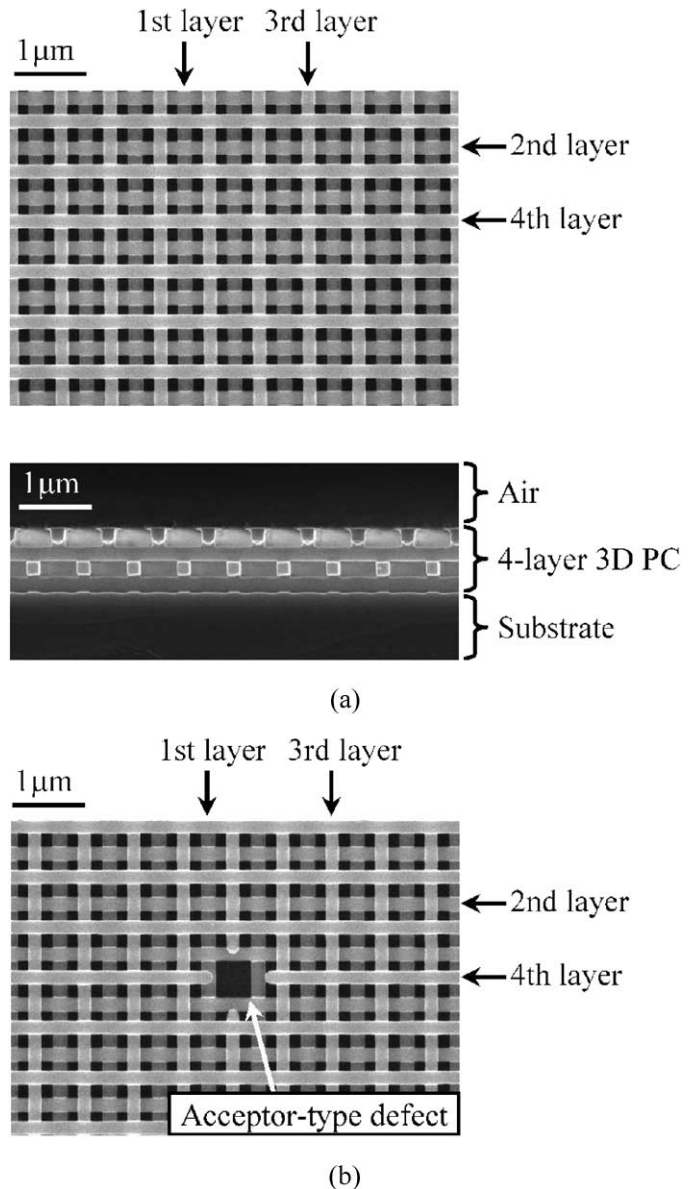 1st layer 3rd layer
1μm
2nd layer
4th layer
1μm
Air
4-layer 3D PC
Substrate
(a)
1st layer 3rd layer
1μm
2nd layer
4th layer
Acceptor-type defect
(b)